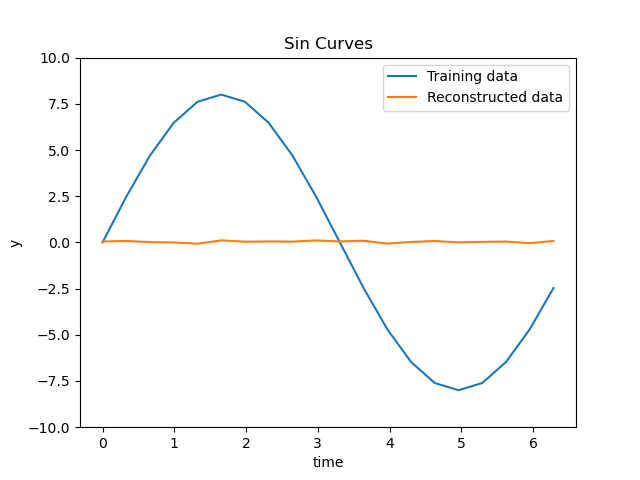 Sin Curves
Training data
Reconstructed data
10.0
7.5
5.0
2.5
0.0
−2.5
−5.0
−7.5
−10.0
y
0 1 2 3 4 5 6
time